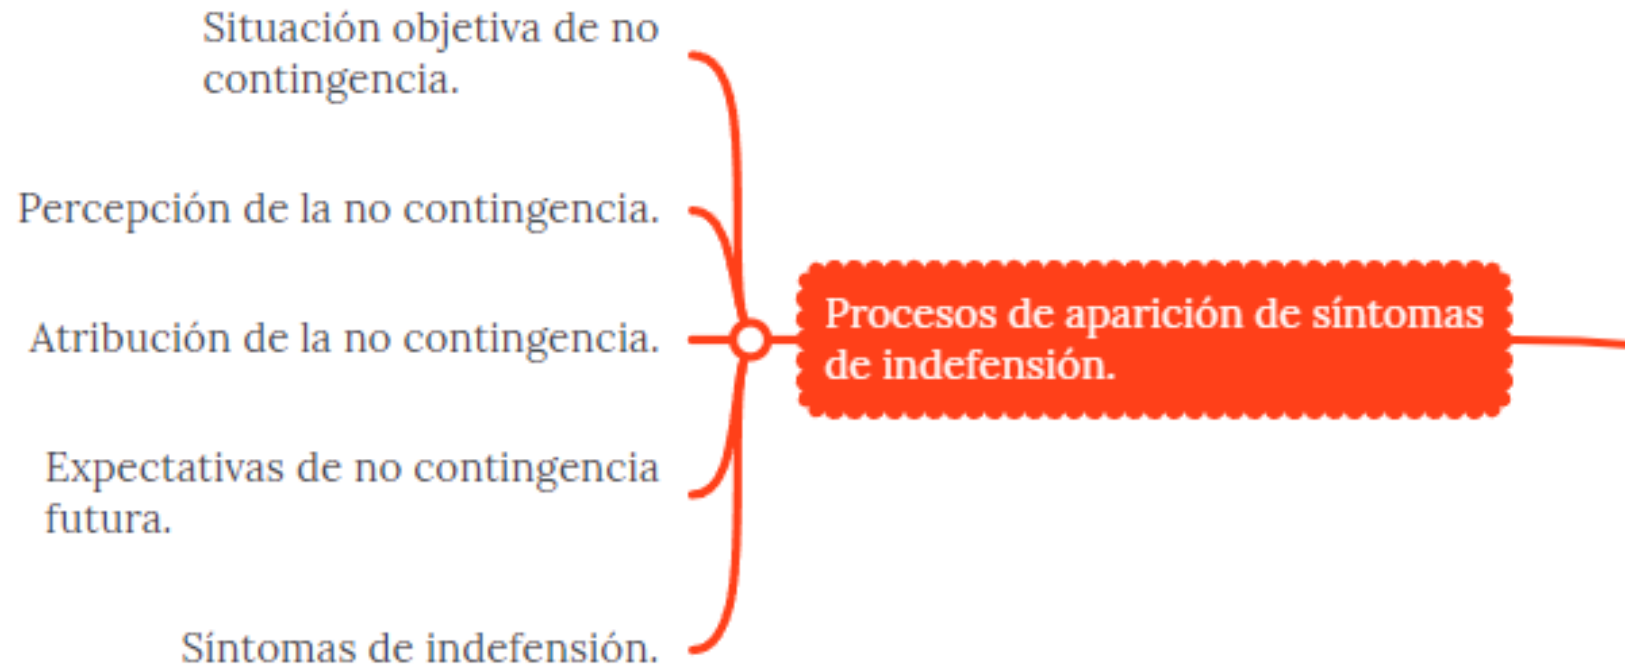 Situación objetiva de no
contingencia.
Percepción de la no contingencia.
Atribución de la no contingencia.
Expectativas de no contingencia
futura.
Síntomas de indefensión.
Procesos de aparición de síntomas
de indefensión.